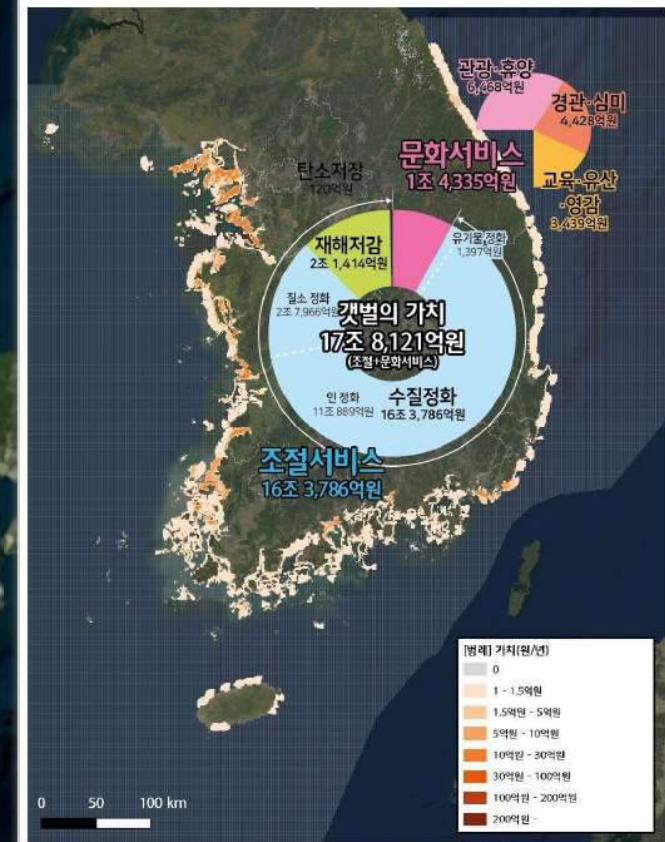 관광·휴양
6,468억원
경관·심미
4,428억원
문화서비스
1조 4,335억원
교육·유산
·영감
3,439억원
탄소저장
120억원
재해저감
2조 1,414억원
유기물 정화
1,397억원
질소 정화
2조 7,966억원
갯벌의 가치
17조 8,121억원
(조절+문화서비스)
인 정화
11조 889억원
수질정화
16조 3,786억원
조절서비스
16조 3,786억원
[범례] 가치(원/년)
0
1 - 1.5억원
1.5억원 - 5억원
5억원 - 10억원
10억원 - 30억원
30억원 - 100억원
100억원 - 200억원
200억원 -
0 50 100 km